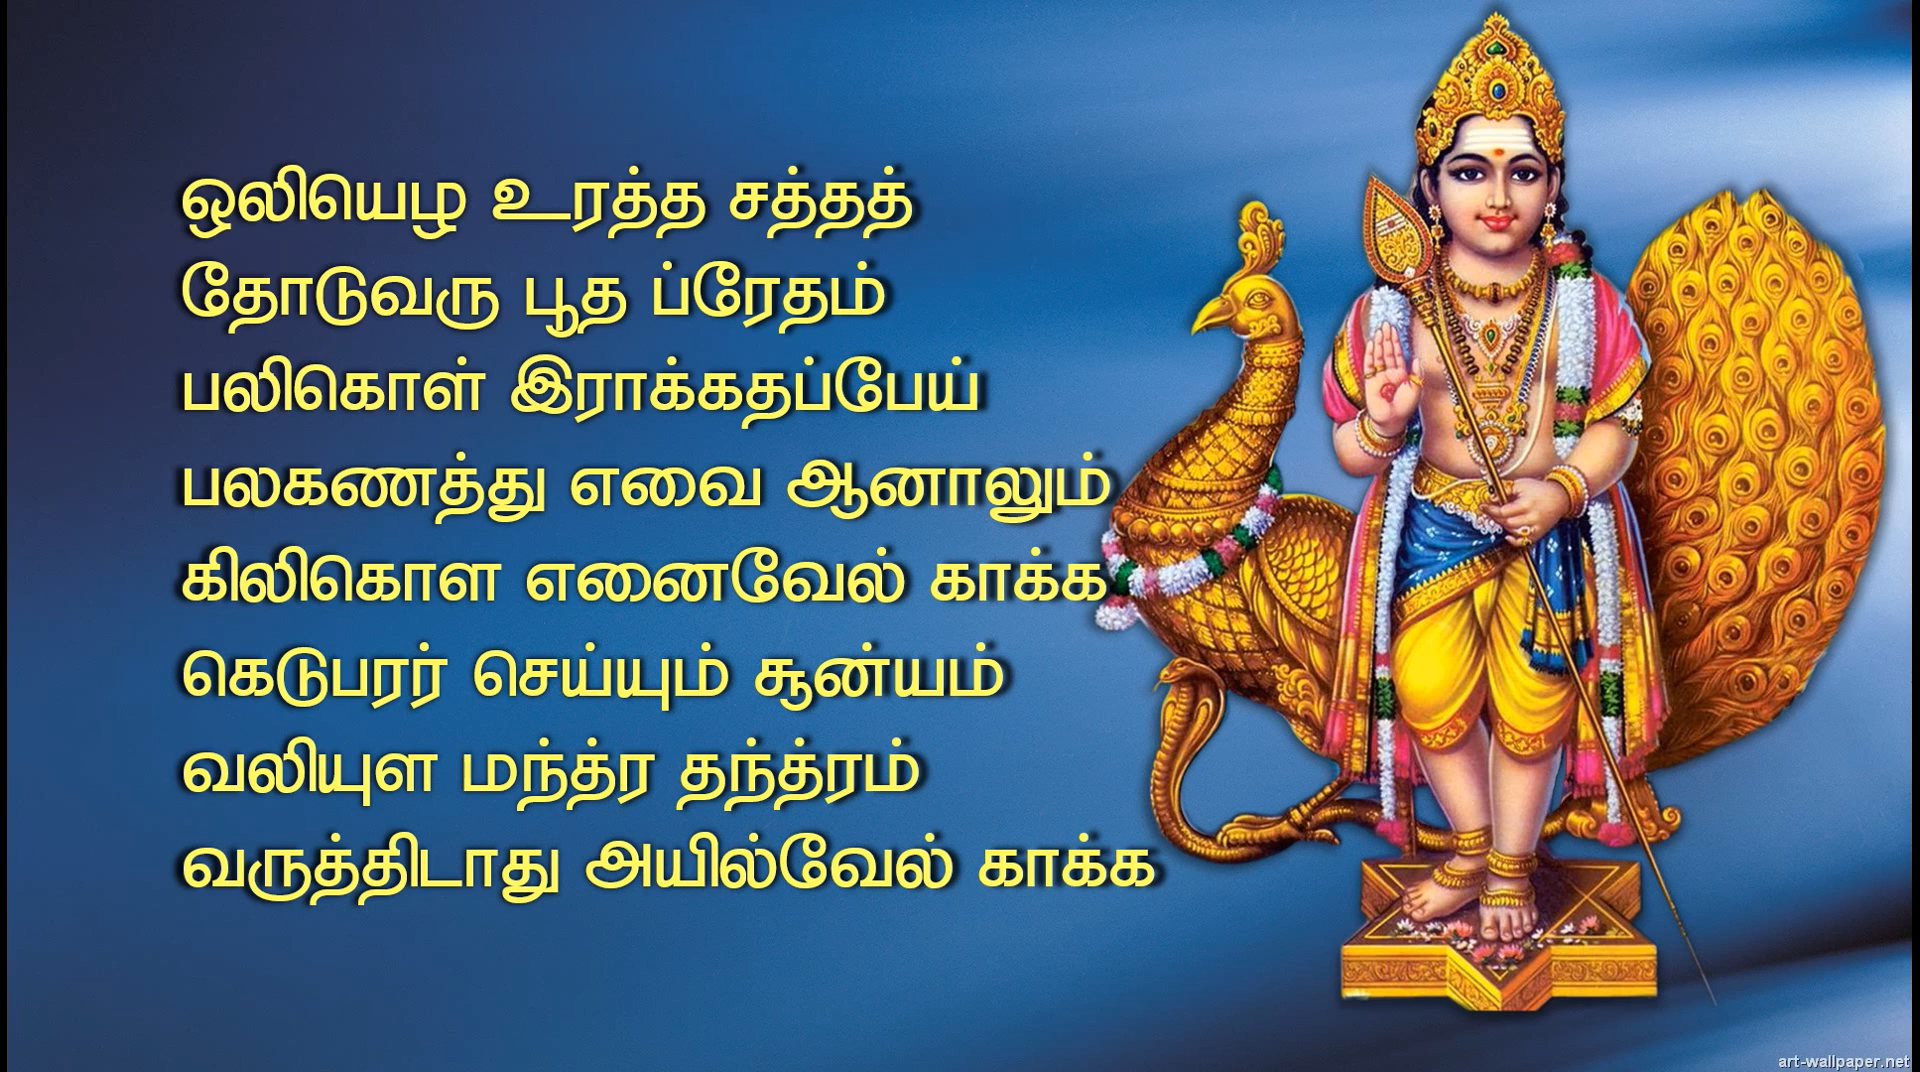 ஒலியெழ உரத்த சத்தத்
தோடுவரு பூத ப்ரேதம்
பலிகொள் இராக்கதப்பேய்
பலகணத்து எவை ஆனாலும்
கிலிகொள எனைவேல் காக்க
கெடுபரர் செய்யும் சூன்யம்
வலியுள மந்த்ர தந்த்ரம்
வருத்திடாது அயில்வேல் காக்க
art-wallpaper.net